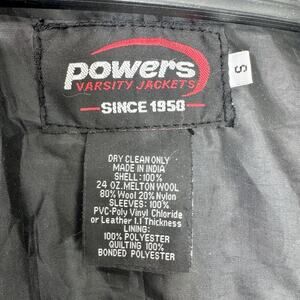 powers
VARSITY JACKETS
SINCE 1950
S
DRY CLEAN ONLY
MADE IN INDIA
SHELL: 100%
24 OZ. MELTON WOOL
80% Wool 20% Nylon
SLEEVES: 100%
PVC-Poly Vinyl Chloride
or Leather 1.1 Thickness
LINING:
100% POLYESTER
QUILTING 100%
BONDED POLYESTER